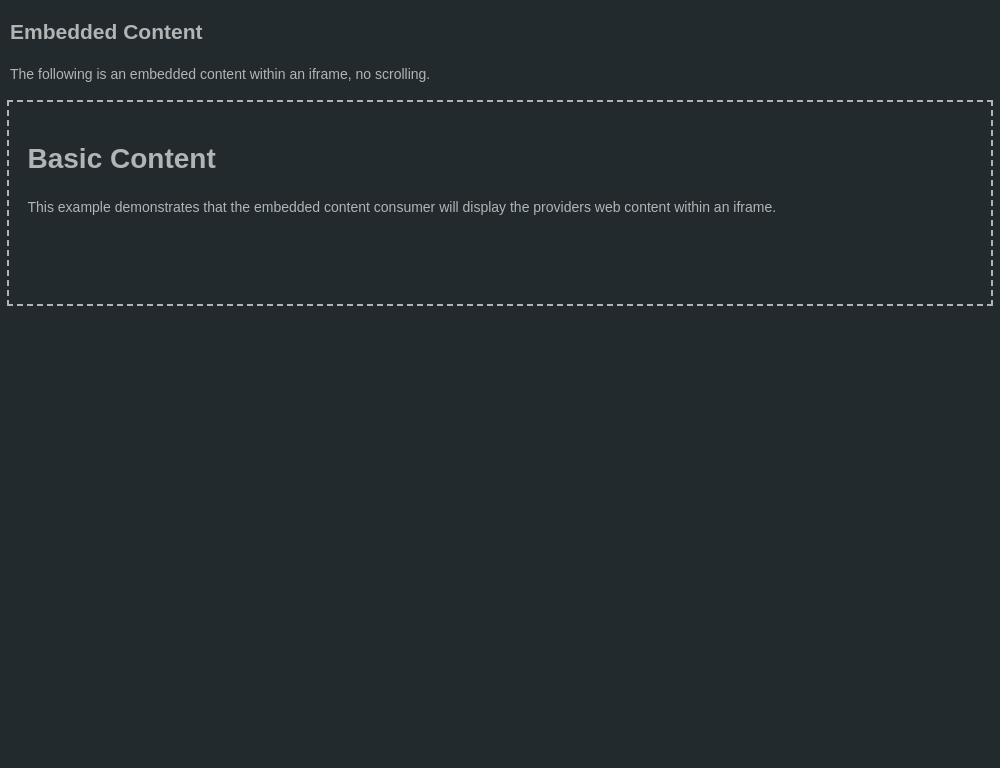 Embedded Content
The following is an embedded content within an iframe, no scrolling.
Basic Content
This example demonstrates that the embedded content consumer will display the providers web content within an iframe.